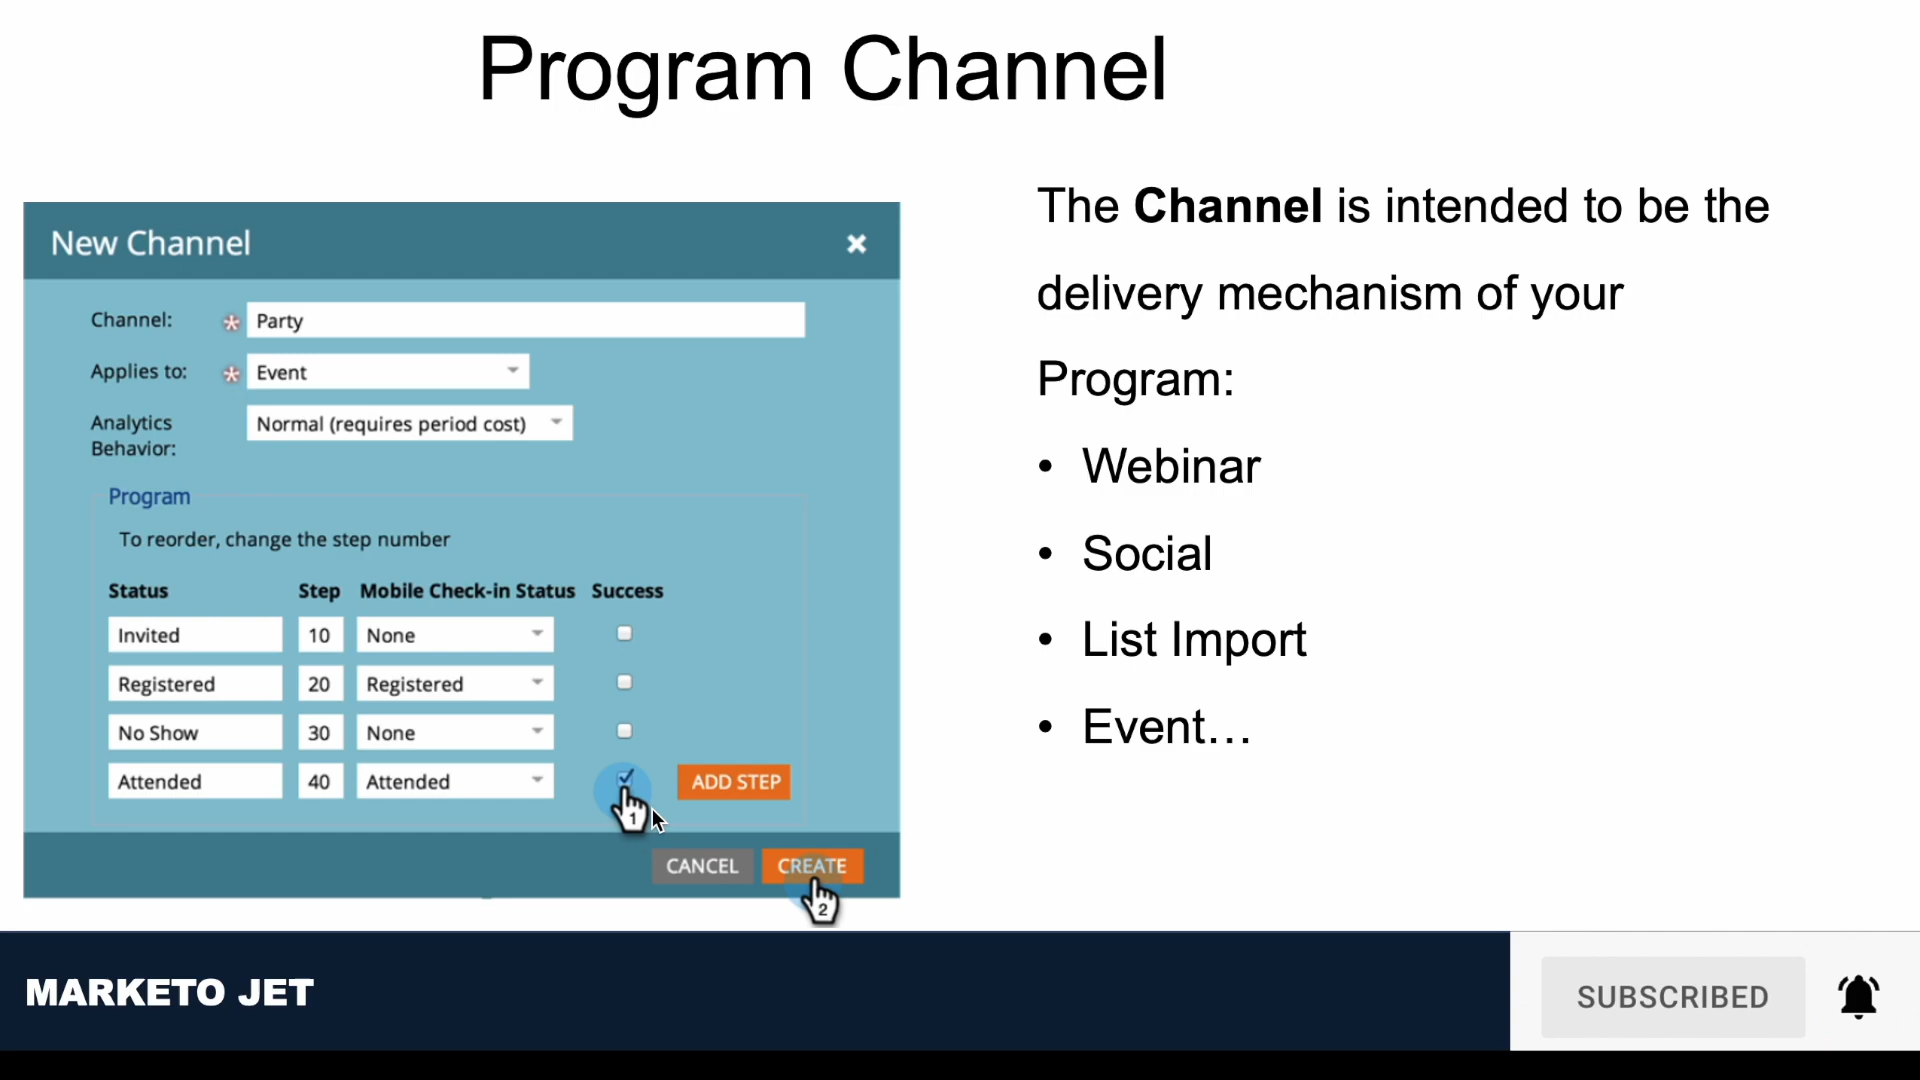 Program Channel
New Channel
Channel: * Party
Applies to: * Event
Analytics Behavior: Normal (requires period cost)
Program
To reorder, change the step number
Status Step Mobile Check-in Status Success
Invited 10 None
Registered 20 Registered
No Show 30 None
Attended 40 Attended ADD STEP
1
CANCEL CREATE
2
The Channel is intended to be the
delivery mechanism of your
Program:
• Webinar
• Social
• List Import
• Event...
MARKETO JET
SUBSCRIBED